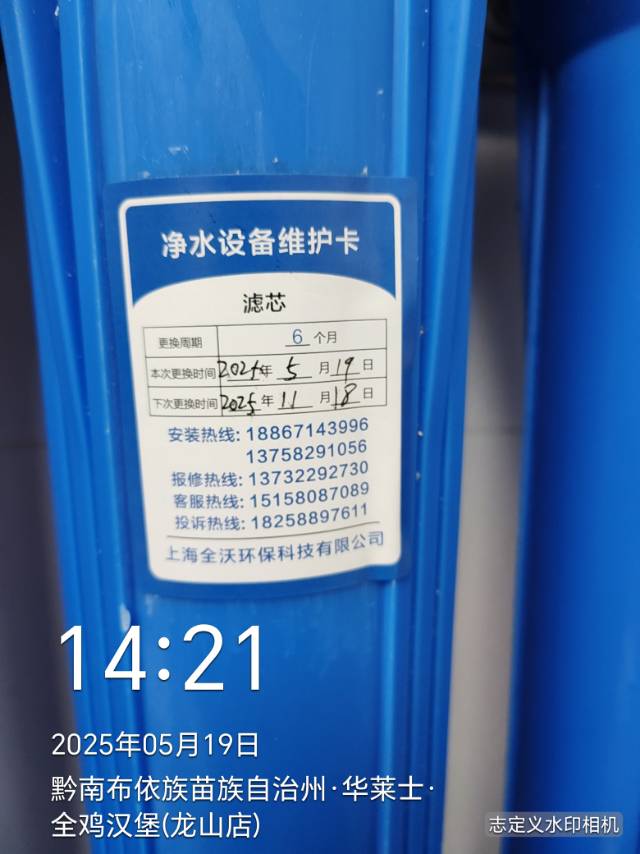 净水设备维护卡
滤芯
更换周期 6 个月
本次更换时间 2025年 5 月 19 日
下次更换时间 2025年 11 月 18 日
安装热线: 18867143996
13758291056
报修热线: 13732292730
客服热线: 15158087089
投诉热线: 18258897611
上海全沃环保科技有限公司
14:21
2025年05月19日
黔南布依族苗族自治州·华莱士·
全鸡汉堡(龙山店)
志定义水印相机